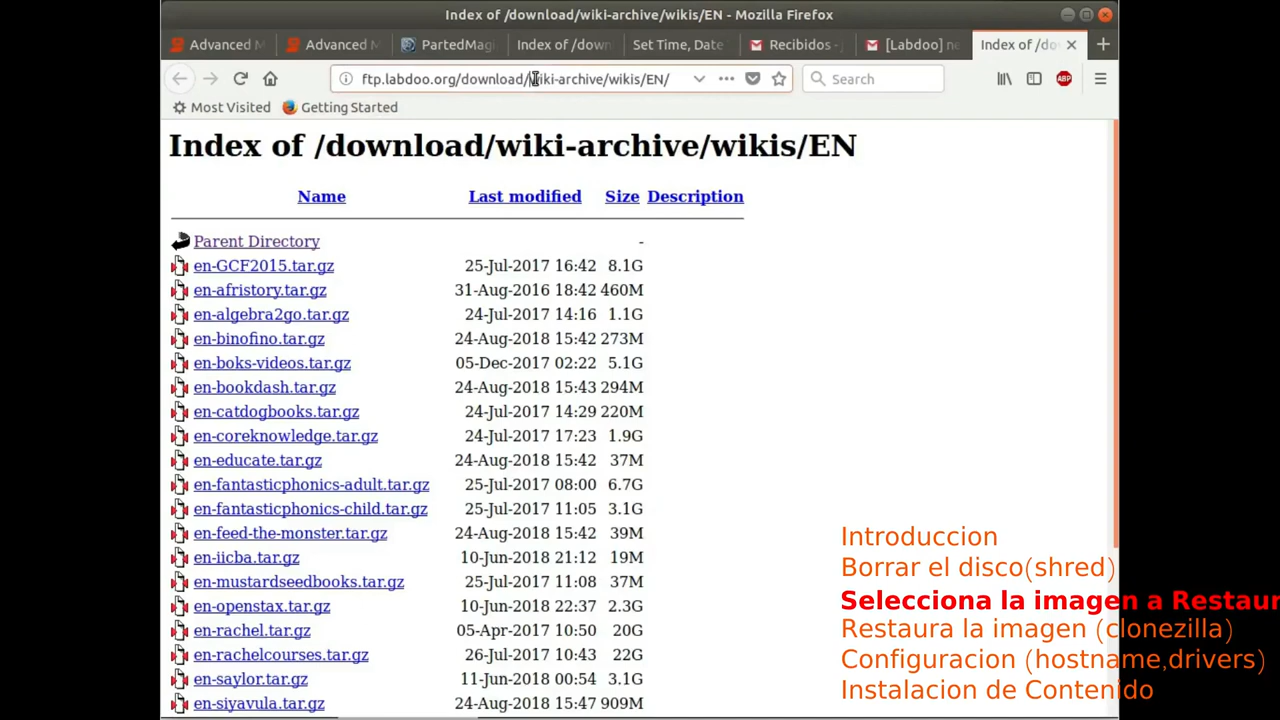 Index of /download/wiki-archive/wikis/EN - Mozilla Firefox
Advanced M
Advanced M
PartedMagi
Index of /down
Set Time, Date
Recibidos -
[Labdoo] ne
Index of /do
ftp.labdoo.org/download/wiki-archive/wikis/EN/
Search
ABP
Most Visited
Getting Started
Index of /download/wiki-archive/wikis/EN
Name Last modified Size Description
Parent Directory -
en-GCF2015.tar.gz 25-Jul-2017 16:42 8.1G
en-afristory.tar.gz 31-Aug-2016 18:42 460M
en-algebra2go.tar.gz 24-Jul-2017 14:16 1.1G
en-binofino.tar.gz 24-Aug-2018 15:42 273M
en-boks-videos.tar.gz 05-Dec-2017 02:22 5.1G
en-bookdash.tar.gz 24-Aug-2018 15:43 294M
en-catdogbooks.tar.gz 24-Jul-2017 14:29 220M
en-coreknowledge.tar.gz 24-Jul-2017 17:23 1.9G
en-educate.tar.gz 24-Aug-2018 15:42 37M
en-fantasticphonics-adult.tar.gz 25-Jul-2017 08:00 6.7G
en-fantasticphonics-child.tar.gz 25-Jul-2017 11:05 3.1G
en-feed-the-monster.tar.gz 24-Aug-2018 15:42 39M
en-iicba.tar.gz 10-Jun-2018 21:12 19M
en-mustardseedbooks.tar.gz 25-Jul-2017 11:08 37M
en-openstax.tar.gz 10-Jun-2018 22:37 2.3G
en-rachel.tar.gz 05-Apr-2017 10:50 20G
en-rachelcourses.tar.gz 26-Jul-2017 10:43 22G
en-saylor.tar.gz 11-Jun-2018 00:54 3.1G
en-siyavula.tar.gz 24-Aug-2018 15:47 909M
Introduccion
Borrar el disco(shred)
Selecciona la imagen a Restaur
Restaura la imagen (clonezilla)
Configuracion (hostname,drivers)
Instalacion de Contenido